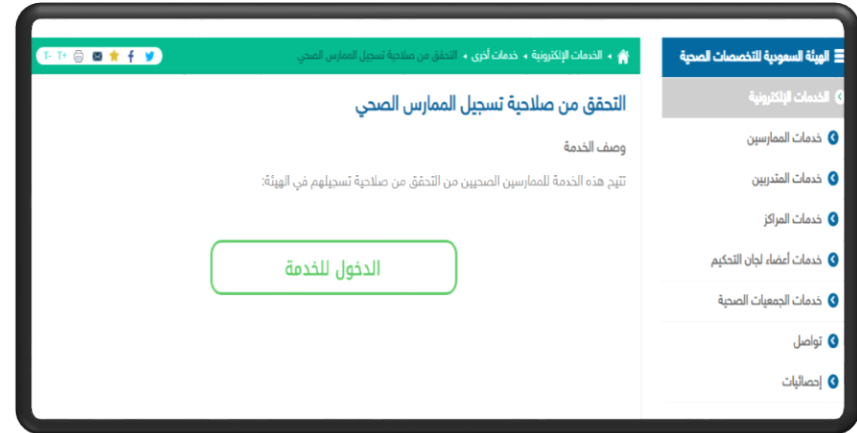 الهيئة السعودية للتخصصات الصحية
الخدمات الإلكترونية
خدمات الممارسين
خدمات المتدربين
خدمات المراكز
خدمات أعضاء لجان التحكيم
خدمات الجمعيات الصحية
تواصل
إحصائيات
الخدمات الإلكترونية خدمات أخرى التحقق من صلاحية تسجيل الممارس الصحي
T- T+
التحقق من صلاحية تسجيل الممارس الصحي
وصف الخدمة
تتيح هذه الخدمة للممارسين الصحيين من التحقق من صلاحية تسجيلهم في الهيئة:
الدخول للخدمة